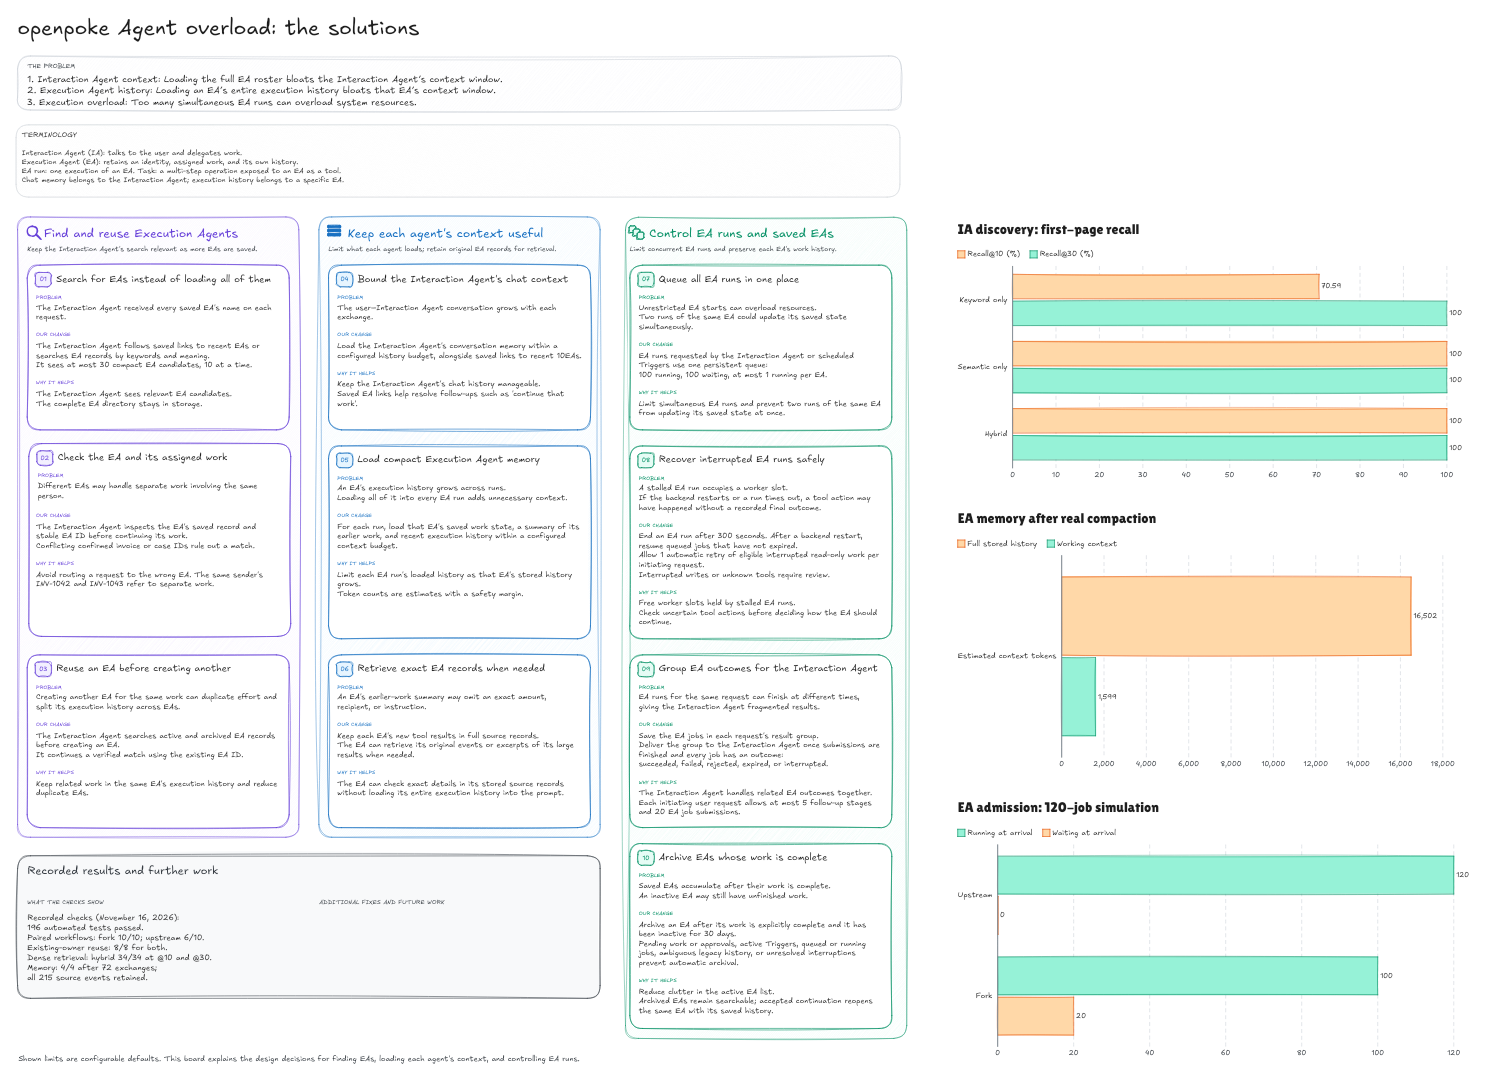 openpoke Agent overload: the solutions
THE PROBLEM
1. Interaction Agent context: Loading the full EA roster bloats the Interaction Agent's context window.
2. Execution Agent history: Loading an EA's entire execution history bloats that EA's context window.
3. Execution overload: Too many simultaneous EA runs can overload system resources.
TERMINOLOGY
Interaction Agent (IA): talks to the user and delegates work.
Execution Agent (EA): retains an identity, assigned work, and its own history.
EA run: one execution of an EA. Task: a multi-step operation exposed to an EA as a tool.
Chat memory belongs to the Interaction Agent; execution history belongs to a specific EA.
Find and reuse Execution Agents
Keep the Interaction Agent's search relevant as more EAs are saved.
01 Search for EAs instead of loading all of them
PROBLEM
The Interaction Agent received every saved EA's name on each
request.
OUR CHANGE
The Interaction Agent follows saved links to recent EAs or
searches EA records by keywords and meaning.
It sees at most 30 compact EA candidates, 10 at a time.
WHY IT HELPS
The Interaction Agent sees relevant EA candidates.
The complete EA directory stays in storage.
02 Check the EA and its assigned work
PROBLEM
Different EAs may handle separate work involving the same
person.
OUR CHANGE
The Interaction Agent inspects the EA's saved record and
stable EA ID before continuing its work.
Conflicting confirmed invoice or case IDs rule out a match.
WHY IT HELPS
Avoid routing a request to the wrong EA. The same sender's
INV-1042 and INV-1043 refer to separate work.
03 Reuse an EA before creating another
PROBLEM
Creating another EA for the same work can duplicate effort and
split its execution history across EAs.
OUR CHANGE
The Interaction Agent searches active and archived EA records
before creating an EA.
It continues a verified match using the existing EA ID.
WHY IT HELPS
Keep related work in the same EA's execution history and reduce
duplicate EAs.
Keep each agent's context useful
Limit what each agent loads; retain original EA records for retrieval.
04 Bound the Interaction Agent's chat context
PROBLEM
The user–Interaction Agent conversation grows with each
exchange.
OUR CHANGE
Load the Interaction Agent's conversation memory within a
configured history budget, alongside saved links to recent 10EAs.
WHY IT HELPS
Keep the Interaction Agent's chat history manageable.
Saved EA links help resolve follow-ups such as 'continue that
work'.
05 Load compact Execution Agent memory
PROBLEM
An EA's execution history grows across runs.
Loading all of it into every EA run adds unnecessary context.
OUR CHANGE
For each run, load that EA's saved work state, a summary of its
earlier work, and recent execution history within a configured
context budget.
WHY IT HELPS
Limit each EA run's loaded history as that EA's stored history
grows.
Token counts are estimates with a safety margin.
06 Retrieve exact EA records when needed
PROBLEM
An EA's earlier-work summary may omit an exact amount,
recipient, or instruction.
OUR CHANGE
Keep each EA's new tool results in full source records.
The EA can retrieve its original events or excerpts of its large
results when needed.
WHY IT HELPS
The EA can check exact details in its stored source records
without loading its entire execution history into the prompt.
Control EA runs and saved EAs
Limit concurrent EA runs and preserve each EA's work history.
07 Queue all EA runs in one place
PROBLEM
Unrestricted EA starts can overload resources.
Two runs of the same EA could update its saved state
simultaneously.
OUR CHANGE
EA runs requested by the Interaction Agent or scheduled
Triggers use one persistent queue:
100 running, 100 waiting, at most 1 running per EA.
WHY IT HELPS
Limit simultaneous EA runs and prevent two runs of the same EA
from updating its saved state at once.
08 Recover interrupted EA runs safely
PROBLEM
A stalled EA run occupies a worker slot.
If the backend restarts or a run times out, a tool action may
have happened without a recorded final outcome.
OUR CHANGE
End an EA run after 300 seconds. After a backend restart,
resume queued jobs that have not expired.
Allow 1 automatic retry of eligible interrupted read-only work per
initiating request.
Interrupted writes or unknown tools require review.
WHY IT HELPS
Free worker slots held by stalled EA runs.
Check uncertain tool actions before deciding how the EA should
continue.
09 Group EA outcomes for the Interaction Agent
PROBLEM
EA runs for the same request can finish at different times,
giving the Interaction Agent fragmented results.
OUR CHANGE
Save the EA jobs in each request's result group.
Deliver the group to the Interaction Agent once submissions are
finished and every job has an outcome:
succeeded, failed, rejected, expired, or interrupted.
WHY IT HELPS
The Interaction Agent handles related EA outcomes together.
Each initiating user request allows at most 5 follow-up stages
and 20 EA job submissions.
10 Archive EAs whose work is complete
PROBLEM
Saved EAs accumulate after their work is complete.
An inactive EA may still have unfinished work.
OUR CHANGE
Archive an EA after its work is explicitly complete and it has
been inactive for 30 days.
Pending work or approvals, active Triggers, queued or running
jobs, ambiguous legacy history, or unresolved interruptions
prevent automatic archival.
WHY IT HELPS
Reduce clutter in the active EA list.
Archived EAs remain searchable; accepted continuation reopens
the same EA with its saved history.
Recorded results and further work
WHAT THE CHECKS SHOW
Recorded checks (November 16, 2026):
196 automated tests passed.
Paired workflows: fork 10/10; upstream 6/10.
Existing-owner reuse: 8/8 for both.
Dense retrieval: hybrid 34/34 at @10 and @30.
Memory: 4/4 after 72 exchanges;
all 215 source events retained.
ADDITIONAL FIXES AND FUTURE WORK
Shown limits are configurable defaults. This board explains the design decisions for finding EAs, loading each agent's context, and controlling EA runs.
IA discovery: first-page recall
Recall@10 (%) Recall@30 (%)
Keyword only
70.59
100
Semantic only
100
100
Hybrid
100
100
0 10 20 30 40 50 60 70 80 90 100
EA memory after real compaction
Full stored history Working context
16,502
Estimated context tokens
1,599
0 2,000 4,000 6,000 8,000 10,000 12,000 14,000 16,000 18,000
EA admission: 120-job simulation
Running at arrival Waiting at arrival
120
Upstream
0
100
Fork
20
0 20 40 60 80 100 120